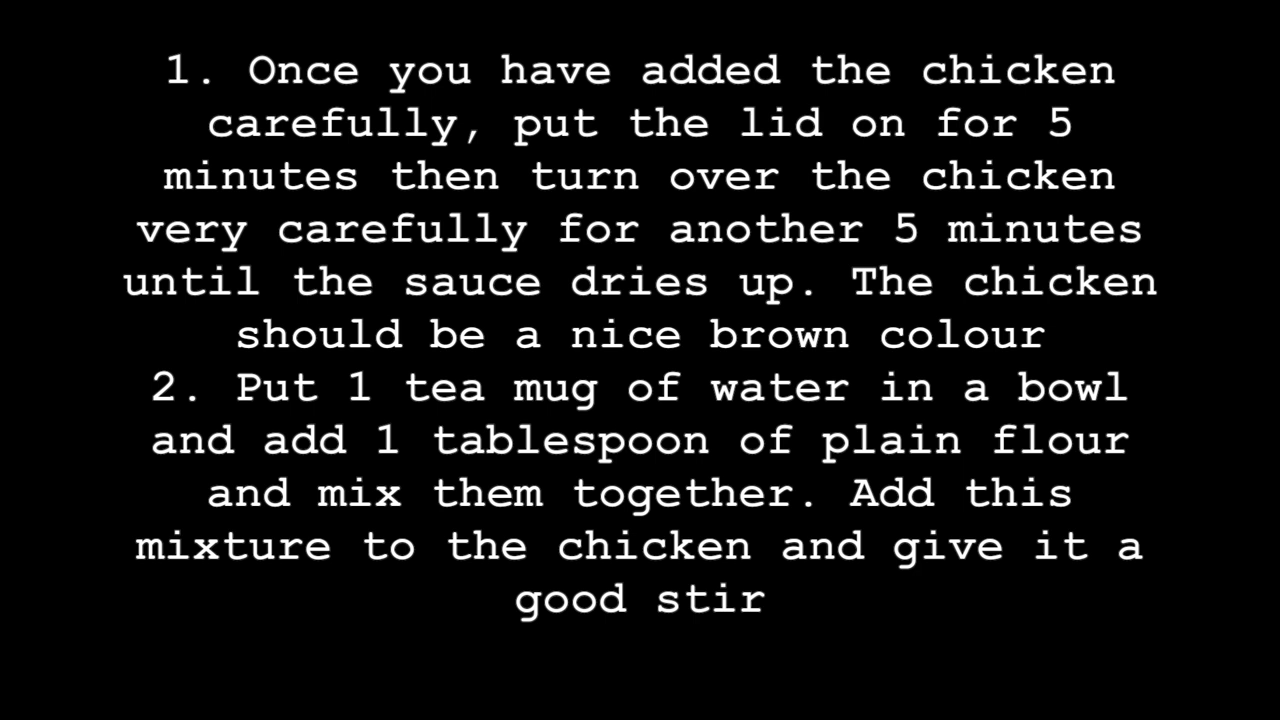 1. Once you have added the chicken
carefully, put the lid on for 5
minutes then turn over the chicken
very carefully for another 5 minutes
until the sauce dries up. The chicken
should be a nice brown colour
2. Put 1 tea mug of water in a bowl
and add 1 tablespoon of plain flour
and mix them together. Add this
mixture to the chicken and give it a
good stir